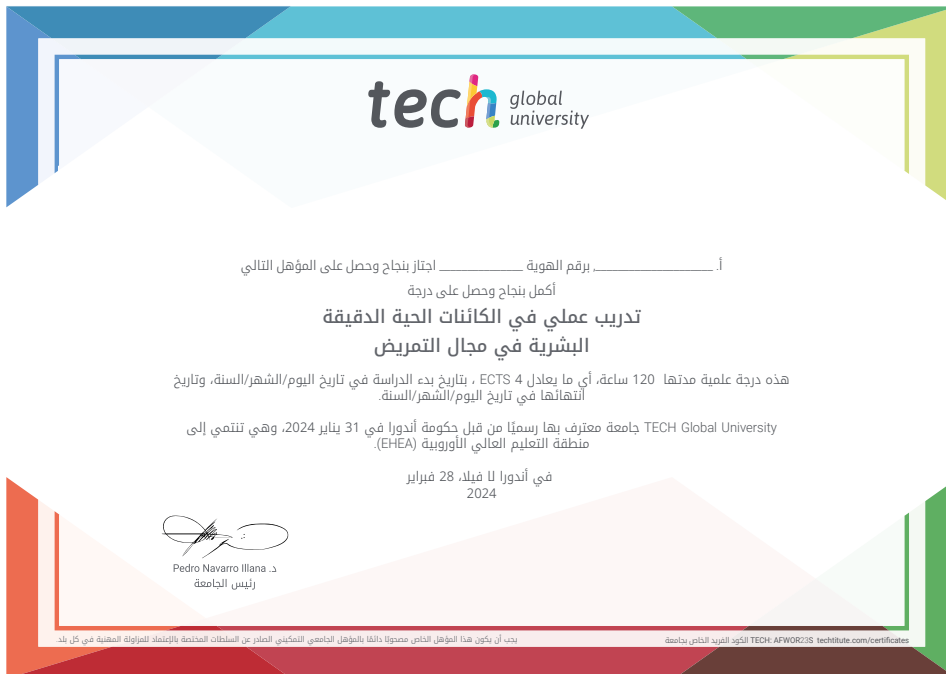 tech global university
أ. ____________________, برقم الهوية ______________ اجتاز بنجاح وحصل على المؤهل التالي
أكمل بنجاح وحصل على درجة
تدريب عملي في الكائنات الحية الدقيقة
البشرية في مجال التمريض
هذه درجة علمية مدتها 120 ساعة، أي ما يعادل 4 ECTS ، بتاريخ بدء الدراسة في تاريخ اليوم/الشهر/السنة، وتاريخ
انتهائها في تاريخ اليوم/الشهر/السنة.
TECH Global University جامعة معترف بها رسميًا من قبل حكومة أندورا في 31 يناير 2024، وهي تنتمي إلى
منطقة التعليم العالي الأوروبية (EHEA).
في أندورا لا فيلا، 28 فبراير
2024
د. Pedro Navarro Illana
رئيس الجامعة
يجب أن يكون هذا المؤهل الخاص مصحوبًا دائمًا بالمؤهل الجامعي التمكيني الصادر عن السلطات المختصة بالإعتماد للمزاولة المهنية في كل بلد.
الكود الفريد الخاص بجامعة TECH: AFWOR23S techtitute.com/certificates